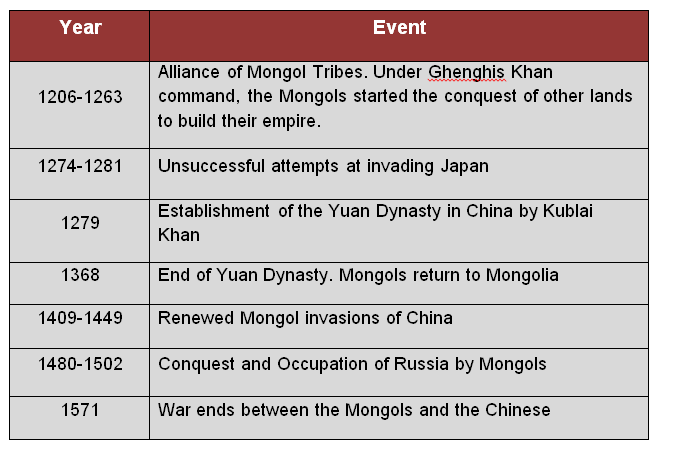 Year Event
1206-1263
Alliance of Mongol Tribes. Under Ghenghis Khan
command, the Mongols started the conquest of other lands
to build their empire.
1274-1281 Unsuccessful attempts at invading Japan
1279
Establishment of the Yuan Dynasty in China by Kublai
Khan
1368 End of Yuan Dynasty. Mongols return to Mongolia
1409-1449 Renewed Mongol invasions of China
1480-1502 Conquest and Occupation of Russia by Mongols
1571 War ends between the Mongols and the Chinese